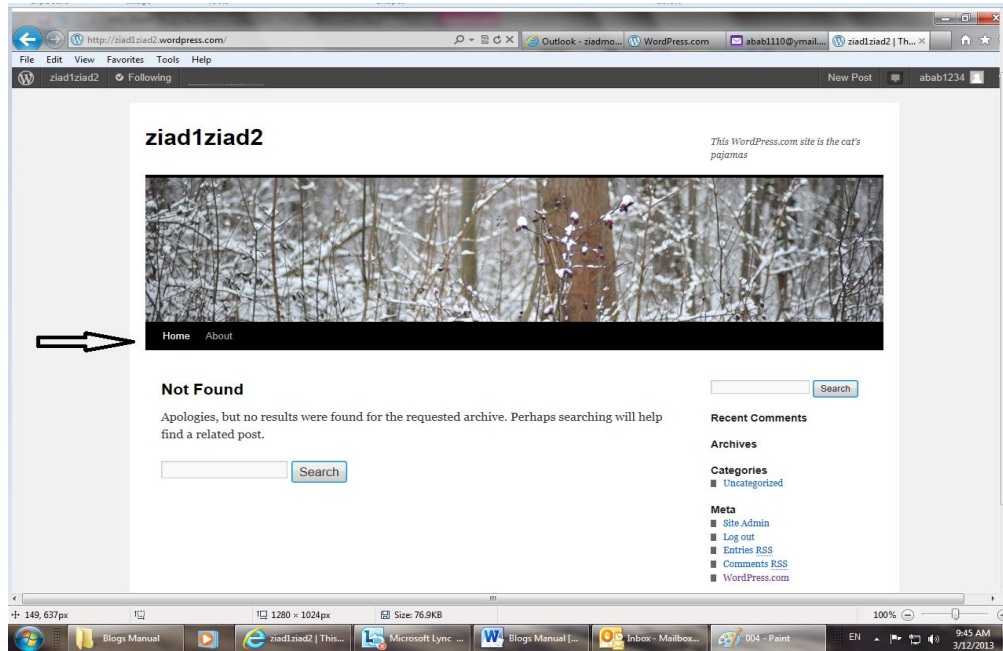 http://ziad1ziad2.wordpress.com/
Outlook - ziadmo...
WordPress.com
abab1110@ymail....
ziad1ziad2 | Th...
File Edit View Favorites Tools Help
ziad1ziad2 Following New Post abab1234
ziad1ziad2
This WordPress.com site is the cat's
pajamas
Home About
Not Found
Apologies, but no results were found for the requested archive. Perhaps searching will help
find a related post.
Search
Search
Recent Comments
Archives
Categories
Uncategorized
Meta
Site Admin
Log out
Entries RSS
Comments RSS
WordPress.com
149, 637px 1280 × 1024px Size: 76.9KB 100%
Blogs Manual ziad1ziad2 | This... Microsoft Lync ... Blogs Manual [... Inbox - Mailbox... 004 - Paint EN 9:45 AM
3/12/2013